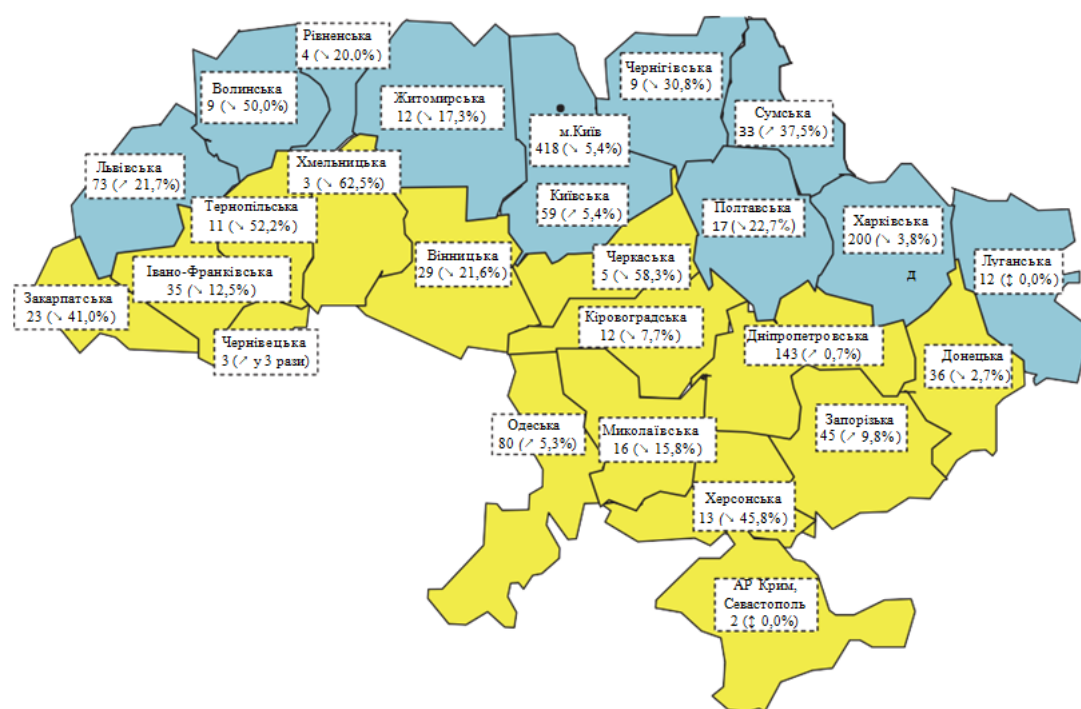 Рівненська
4 (↘ 20,0%)
Волинська
9 (↘ 50,0%)
Житомирська
12 (↘ 17,3%)
Чернігівська
9 (↘ 30,8%)
Сумська
33 (↗ 37,5%)
м.Київ
418 (↘ 5,4%)
Львівська
73 (↗ 21,7%)
Хмельницька
3 (↘ 62,5%)
Київська
59 (↗ 5,4%)
Тернопільська
11 (↘ 52,2%)
Полтавська
17 (↘22,7%)
Харківська
200 (↘ 3,8%)
Д
Луганська
12 (↕ 0,0%)
Вінницька
29 (↘ 21,6%)
Черкаська
5 (↘ 58,3%)
Івано-Франківська
35 (↘ 12,5%)
Закарпатська
23 (↘ 41,0%)
Чернівецька
3 (↗ у 3 рази)
Кіровоградська
12 (↘ 7,7%)
Дніпропетровська
143 (↗ 0,7%)
Донецька
36 (↘ 2,7%)
Одеська
80 (↗ 5,3%)
Миколаївська
16 (↘ 15,8%)
Запорізька
45 (↗ 9,8%)
Херсонська
13 (↘ 45,8%)
АР Крим,
Севастополь
2 (↕ 0,0%)